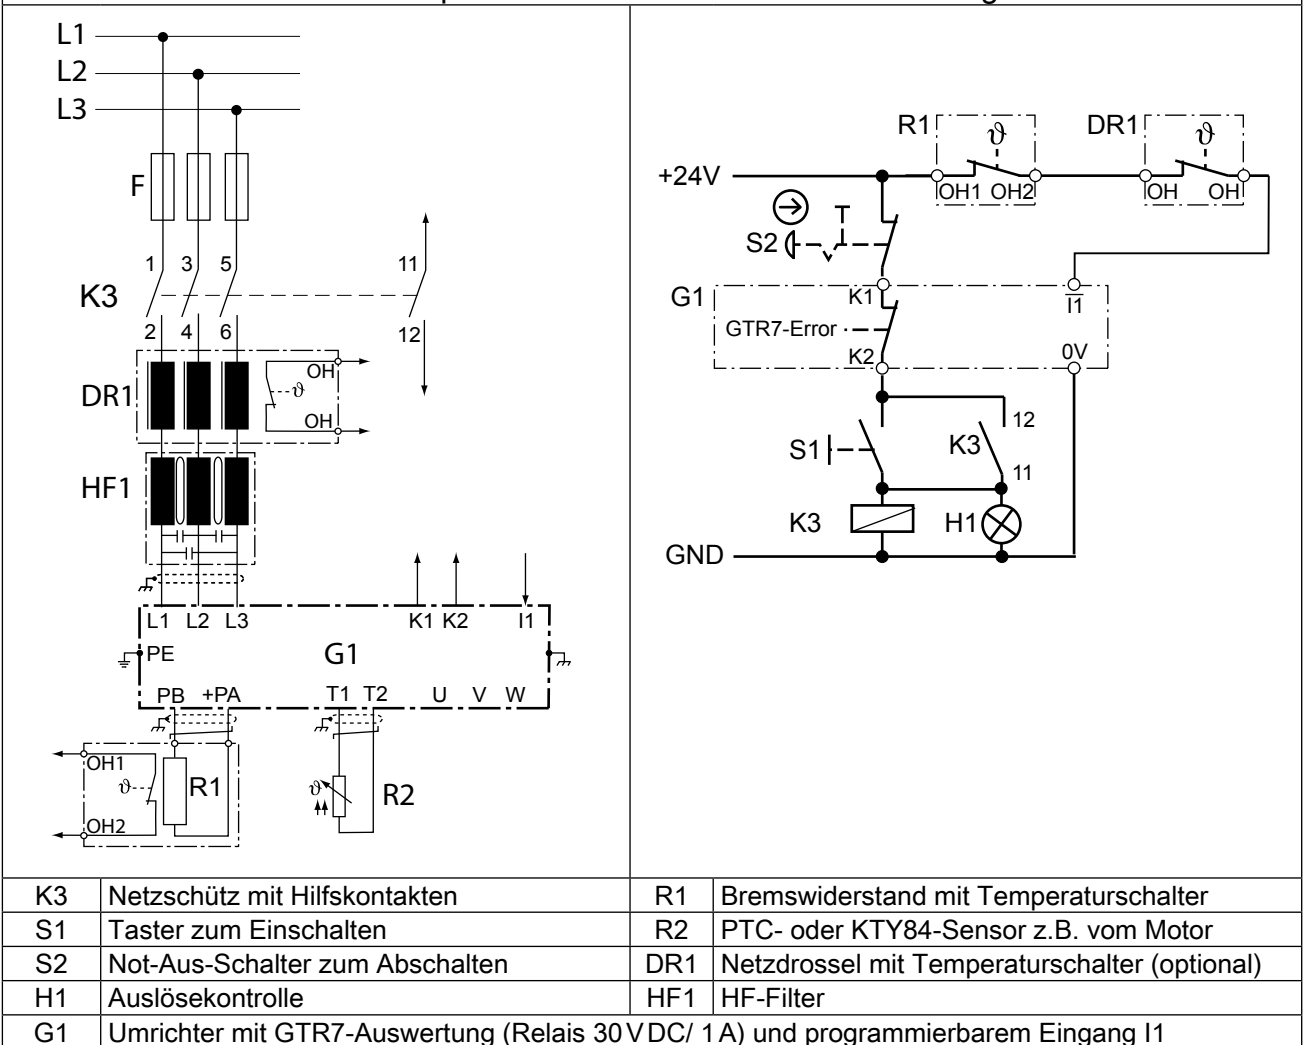 L1
L2
L3
F
1 3 5 11
K3
2 4 6 12
DR1
OH
ϑ
OH
HF1
L1 L2 L3 K1 K2 I1
PE
G1
PB +PA T1 T2 U V W
OH1
ϑ
R1
OH2
ϑ
R2
R1
ϑ
DR1
ϑ
+24V
OH1 OH2
OH OH
S2
G1
K1
I1
GTR7-Error
K2
0V
12
S1
K3
11
K3
H1
GND
K3 Netzschütz mit Hilfskontakten
R1 Bremswiderstand mit Temperaturschalter
S1 Taster zum Einschalten
R2 PTC- oder KTY84-Sensor z.B. vom Motor
S2 Not-Aus-Schalter zum Abschalten
DR1 Netzdrossel mit Temperaturschalter (optional)
H1 Auslösekontrolle
HF1 HF-Filter
G1 Umrichter mit GTR7-Auswertung (Relais 30 VDC/ 1 A) und programmierbarem Eingang I1